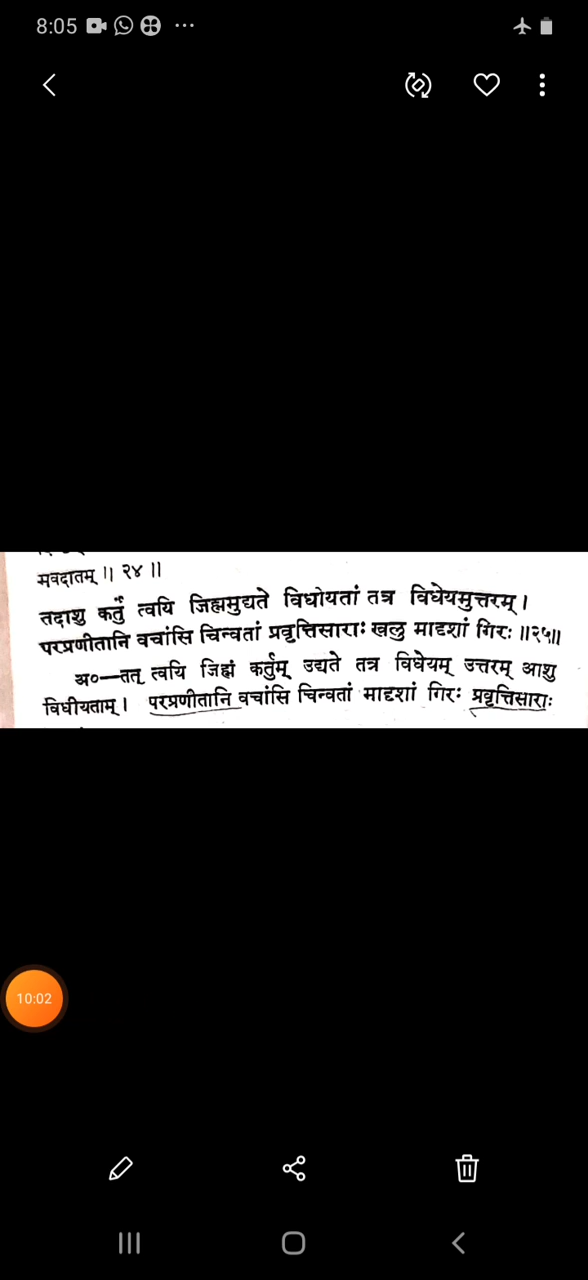 8:05
मवदातम् ॥ २४ ॥
तदाशु कर्तुं त्वयि जिह्ममुद्यते विधीयतां तत्र विधेयमुत्तरम् ।
परप्रणीतानि वचांसि चिन्वतां प्रवृत्तिसाराः खलु मादृशां गिरः ॥२५॥
अ०—तत् त्वयि जिह्मं कर्तुम् उद्यते तत्र विधेयम् उत्तरम् आशु
विधीयताम् । परप्रणीतानि वचांसि चिन्वतां मादृशां गिरः प्रवृत्तिसाराः
10:02